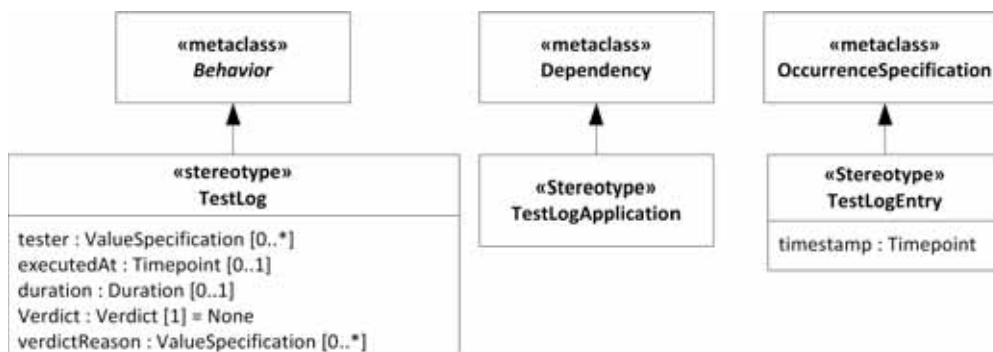 «metaclass»
Behavior
«stereotype»
TestLog
tester : ValueSpecification [0..*]
executedAt : Timepoint [0..1]
duration : Duration [0..1]
Verdict : Verdict [1] = None
verdictReason : ValueSpecification [0..*]
«metaclass»
Dependency
«Stereotype»
TestLogApplication
«metaclass»
OccurrenceSpecification
«Stereotype»
TestLogEntry
timestamp : Timepoint